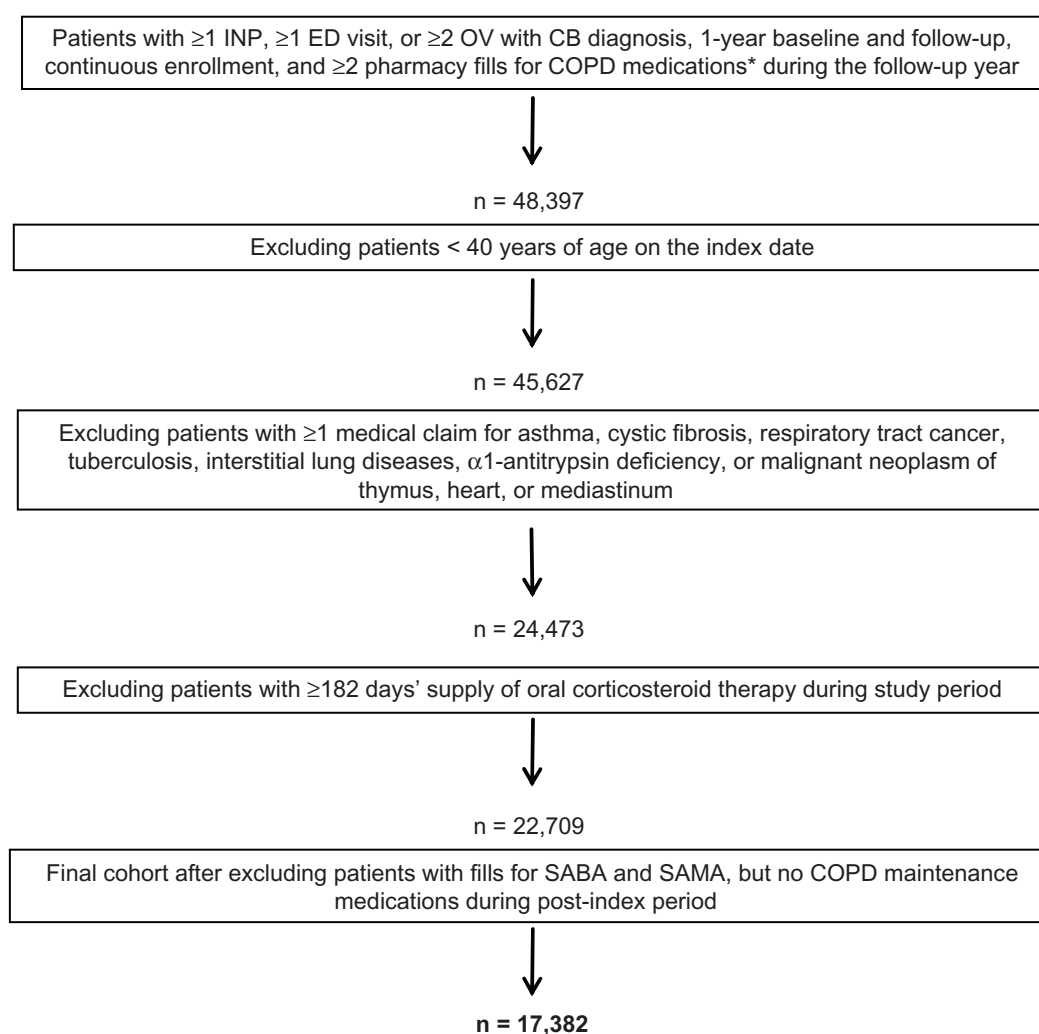 Patients with ≥1 INP, ≥1 ED visit, or ≥2 OV with CB diagnosis, 1-year baseline and follow-up,
continuous enrollment, and ≥2 pharmacy fills for COPD medications* during the follow-up year
n = 48,397
Excluding patients < 40 years of age on the index date
n = 45,627
Excluding patients with ≥1 medical claim for asthma, cystic fibrosis, respiratory tract cancer,
tuberculosis, interstitial lung diseases, α1-antitrypsin deficiency, or malignant neoplasm of
thymus, heart, or mediastinum
n = 24,473
Excluding patients with ≥182 days’ supply of oral corticosteroid therapy during study period
n = 22,709
Final cohort after excluding patients with fills for SABA and SAMA, but no COPD maintenance
medications during post-index period
n = 17,382